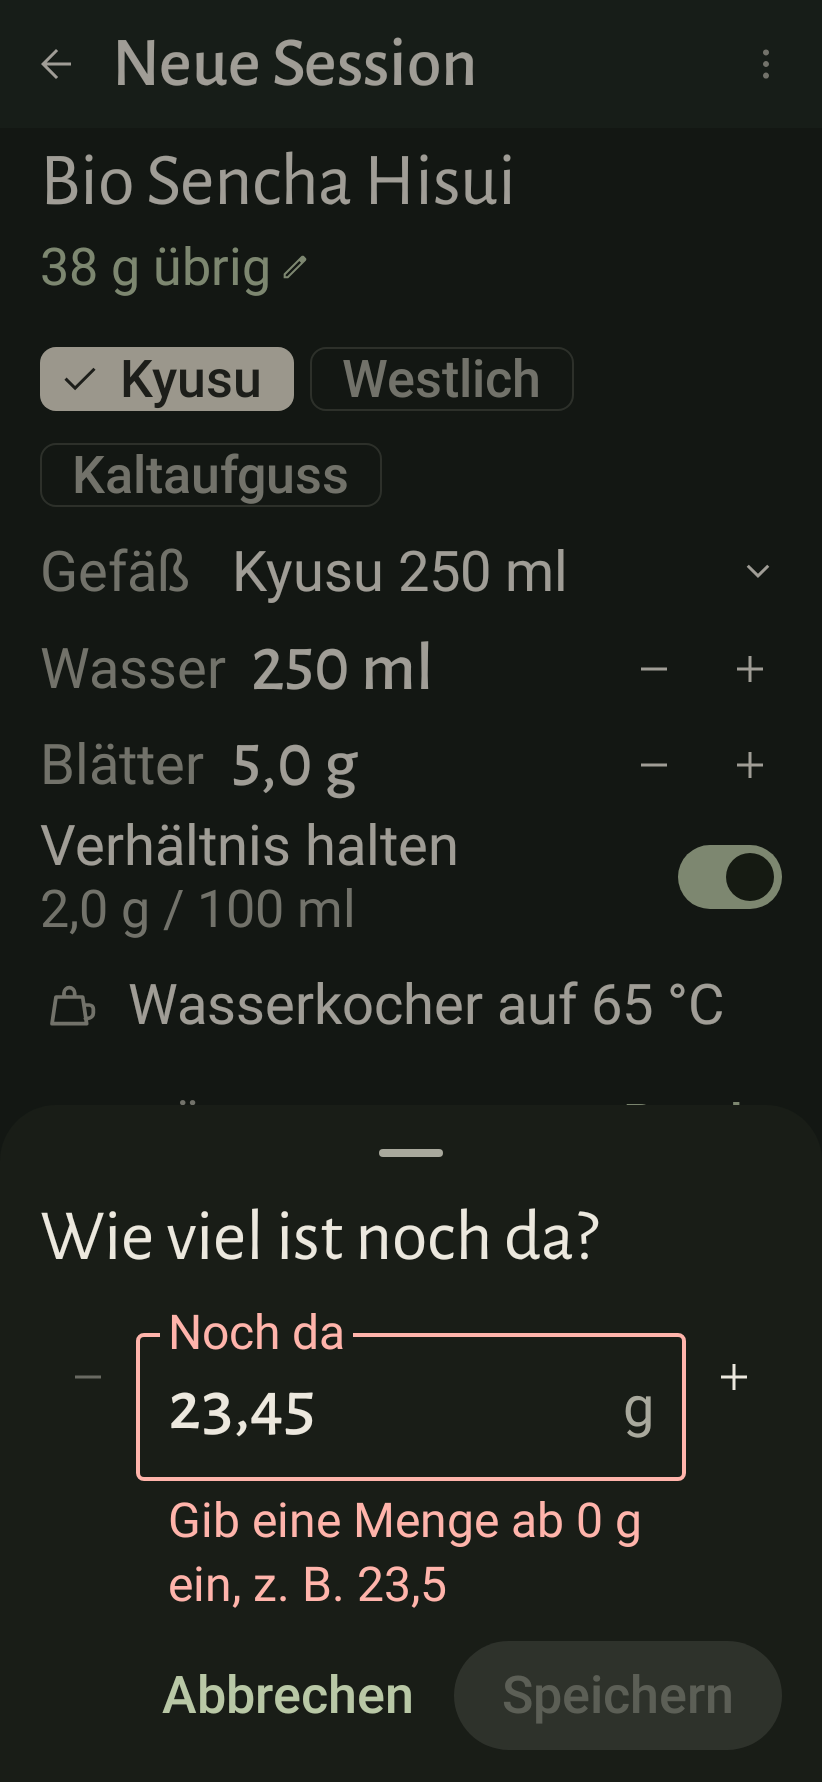 Neue Session
Bio Sencha Hisui
38 g übrig
Kyusu
Westlich
Kaltaufguss
Gefäß Kyusu 250 ml
Wasser 250 ml
Blätter 5,0 g
Verhältnis halten
2,0 g / 100 ml
Wasserkocher auf 65 °C
Wie viel ist noch da?
Noch da
23,45 g
Gib eine Menge ab 0 g
ein, z. B. 23,5
Abbrechen
Speichern